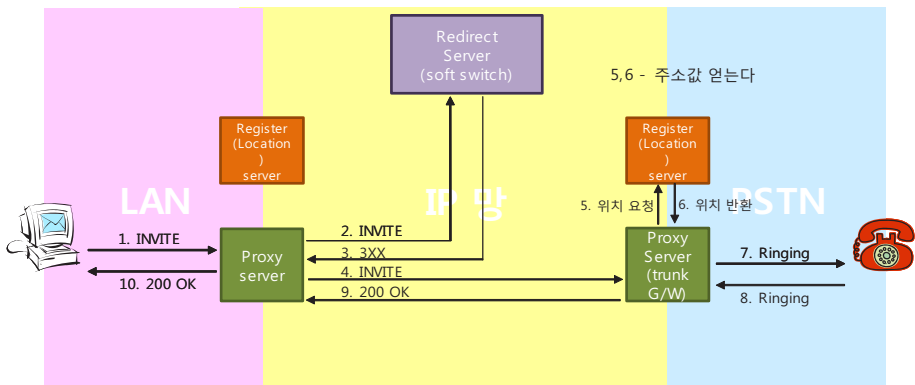 Redirect
Server
(soft switch)
5,6 - 주소값 얻는다
Register
(Location
)
server
Register
(Location
)
server
LAN
IP 망
PSTN
5. 위치 요청
6. 위치 반환
1. INVITE
2. INVITE
3. 3XX
4. INVITE
Proxy
server
Proxy
Server
(trunk
G/W)
7. Ringing
10. 200 OK
9. 200 OK
8. Ringing